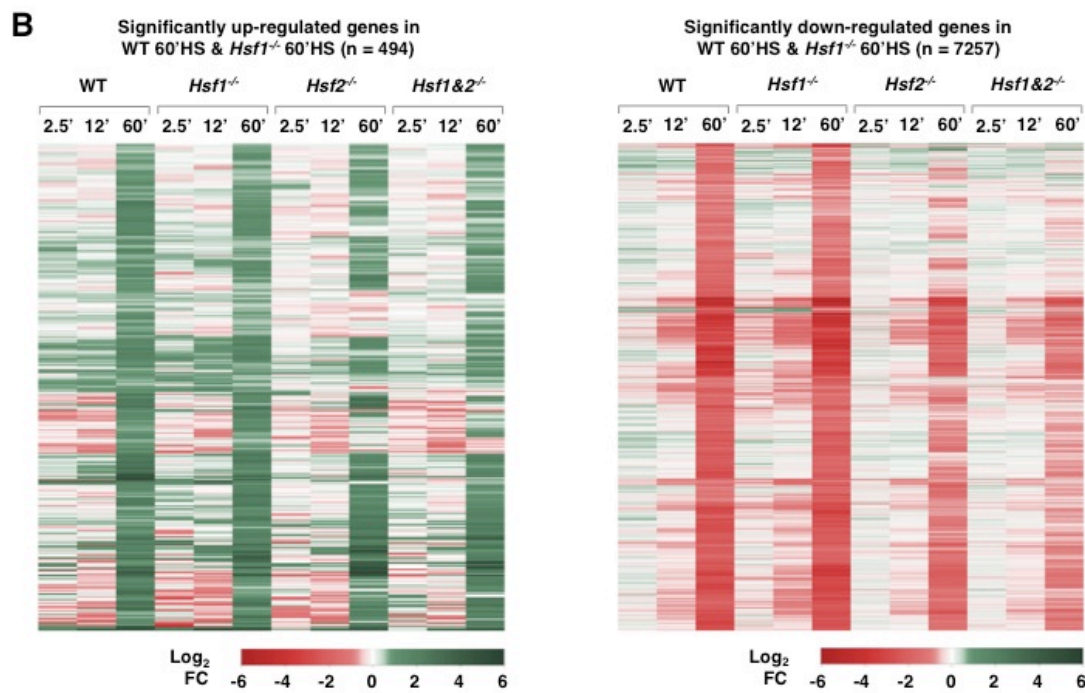 B
Significantly up-regulated genes in
WT 60'HS & Hsf1-/- 60'HS (n = 494)
WT Hsf1-/- Hsf2-/- Hsf1&2-/-
2.5' 12' 60' 2.5' 12' 60' 2.5' 12' 60' 2.5' 12' 60'
Log2
FC
-6 -4 -2 0 2 4 6
Significantly down-regulated genes in
WT 60'HS & Hsf1-/- 60'HS (n = 7257)
WT Hsf1-/- Hsf2-/- Hsf1&2-/-
2.5' 12' 60' 2.5' 12' 60' 2.5' 12' 60' 2.5' 12' 60'
Log2
FC
-6 -4 -2 0 2 4 6